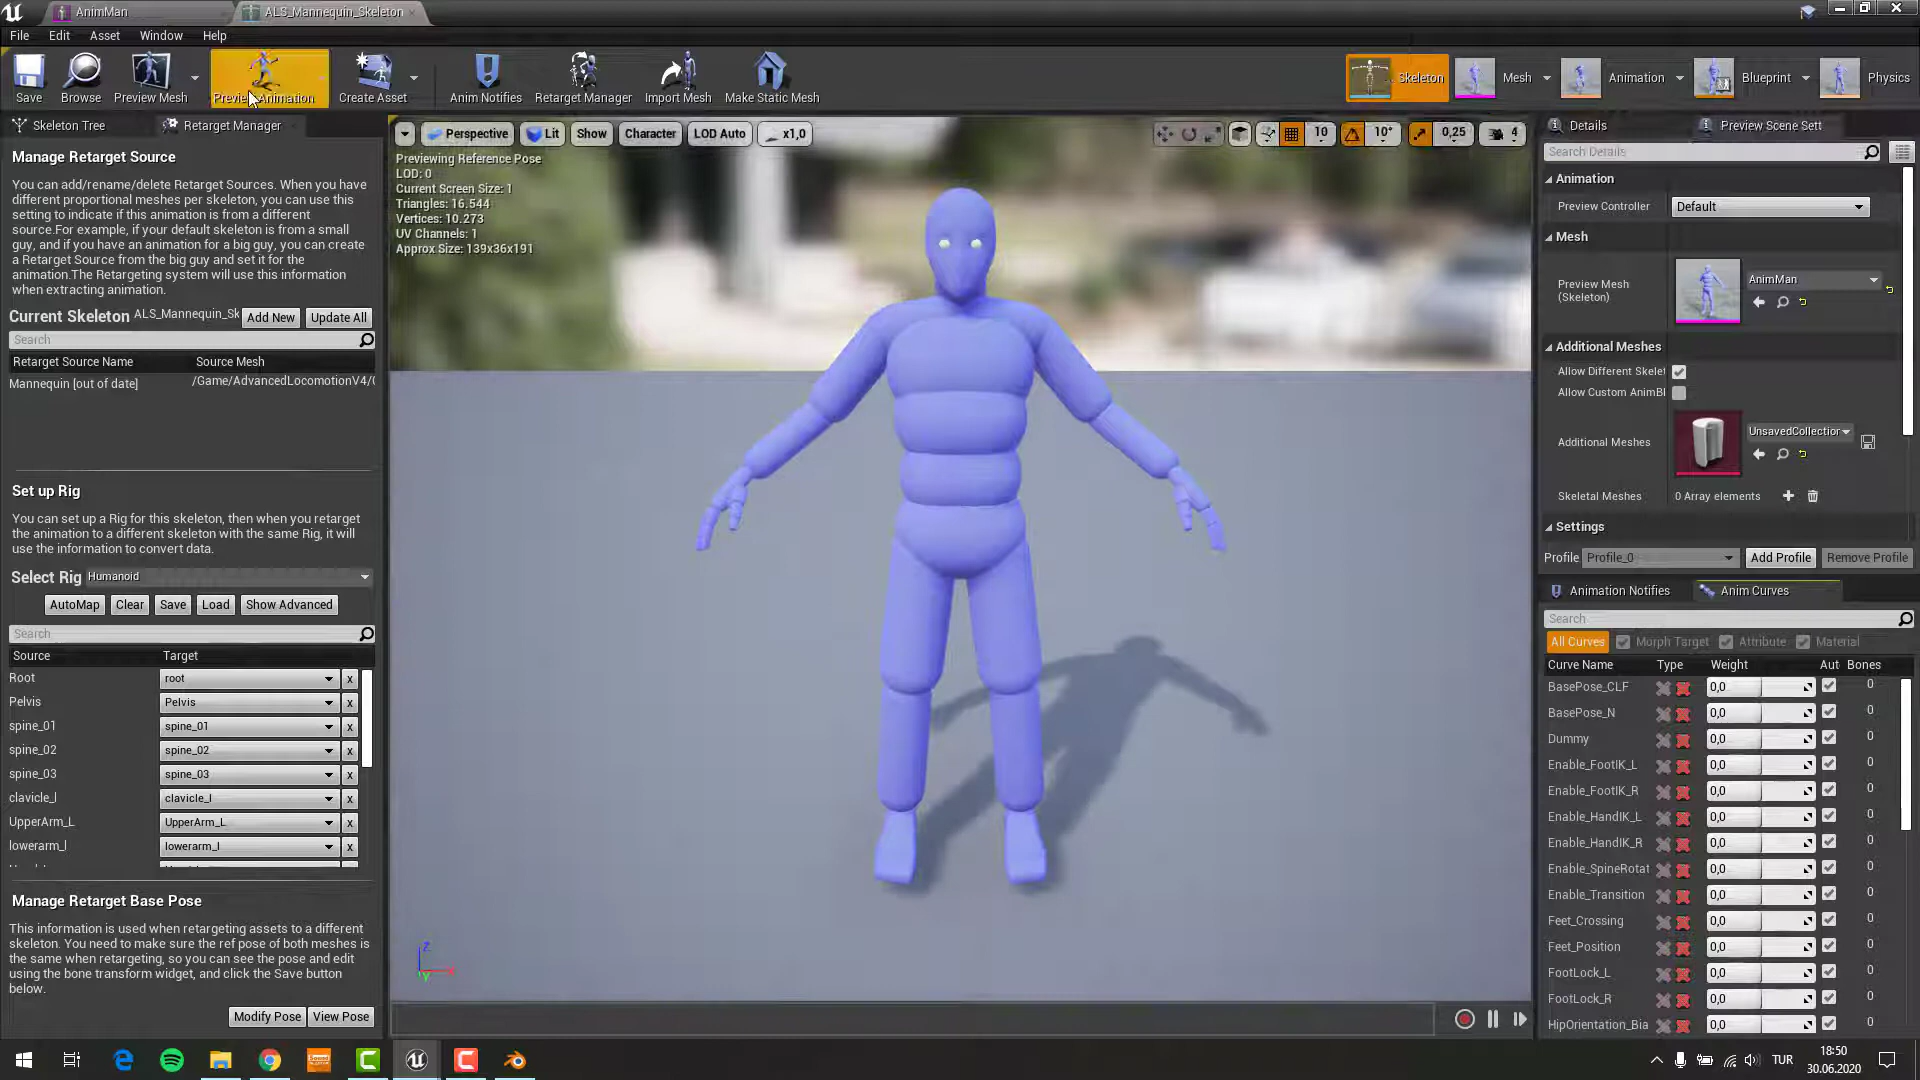 AnimMan
ALS_Mannequin_Skeleton
File Edit Asset Window Help
Save
Browse
Preview Mesh
Preview Animation
Create Asset
Anim Notifies
Retarget Manager
Import Mesh
Make Static Mesh
Skeleton
Mesh
Animation
Blueprint
Physics
Skeleton Tree
Retarget Manager
Manage Retarget Source
You can add/rename/delete Retarget Sources. When you have
different proportional meshes per skeleton, you can use this
setting to indicate if this animation is from a different
source.For example, if your default skeleton is from a small
guy, and if you have an animation for a big guy, you can create
a Retarget Source from the big guy and set it for the
animation.The Retargeting system will use this information
when extracting animation.
Current Skeleton ALS_Mannequin_Sk Add New Update All
Search
Retarget Source Name Source Mesh
Mannequin [out of date] /Game/AdvancedLocomotionV4/(
Set up Rig
You can set up a Rig for this skeleton, then when you retarget
the animation to a different skeleton with the same Rig, it will
use the information to convert data.
Select Rig Humanoid
AutoMap Clear Save Load Show Advanced
Search
Source Target
Root root x
Pelvis Pelvis x
spine_01 spine_01 x
spine_02 spine_02 x
spine_03 spine_03 x
clavicle_l clavicle_l x
UpperArm_L UpperArm_L x
lowerarm_l lowerarm_l x
Manage Retarget Base Pose
This information is used when retargeting assets to a different
skeleton. You need to make sure the ref pose of both meshes is
the same when retargeting, so you can see the pose and edit
using the bone transform widget, and click the Save button
below.
Modify Pose View Pose
Perspective Lit Show Character LOD Auto x1,0
10 10° 0,25 4
Previewing Reference Pose
LOD: 0
Current Screen Size: 1
Triangles: 16.544
Vertices: 10.273
UV Channels: 1
Approx Size: 139x36x191
Z
X
Y
Details
Preview Scene Sett
Search Details
Animation
Preview Controller Default
Mesh
Preview Mesh
(Skeleton)
AnimMan
Additional Meshes
Allow Different Skelet
Allow Custom AnimBl
Additional Meshes
UnsavedCollection
Skeletal Meshes 0 Array elements
Settings
Profile Profile_0 Add Profile Remove Profile
Animation Notifies
Anim Curves
Search
All Curves Morph Target Attribute Material
Curve Name Type Weight Aut Bones
BasePose_CLF 0,0 0
BasePose_N 0,0 0
Dummy 0,0 0
Enable_FootIK_L 0,0 0
Enable_FootIK_R 0,0 0
Enable_HandIK_L 0,0 0
Enable_HandIK_R 0,0 0
Enable_SpineRotat 0,0 0
Enable_Transition 0,0 0
Feet_Crossing 0,0 0
Feet_Position 0,0 0
FootLock_L 0,0 0
FootLock_R 0,0 0
HipOrientation_Bia 0,0 0
TUR
18:50
30.06.2020